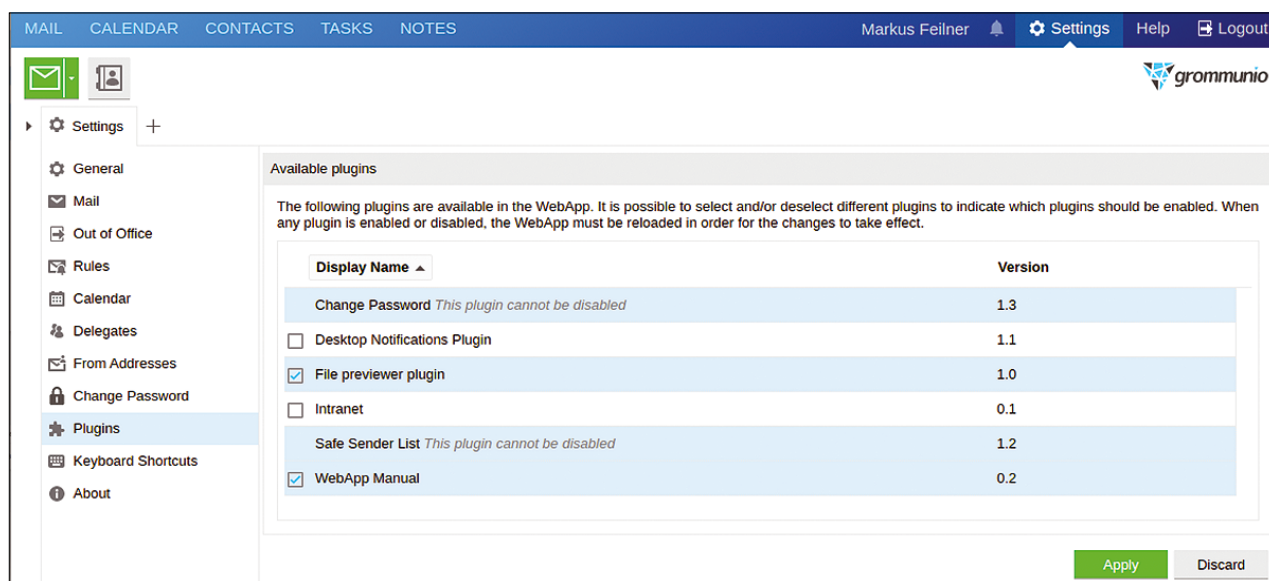 MAIL CALENDAR CONTACTS TASKS NOTES Markus Feilner Settings Help Logout
grommunio
Settings
General
Mail
Out of Office
Rules
Calendar
Delegates
From Addresses
Change Password
Plugins
Keyboard Shortcuts
About
Available plugins
The following plugins are available in the WebApp. It is possible to select and/or deselect different plugins to indicate which plugins should be enabled. When
any plugin is enabled or disabled, the WebApp must be reloaded in order for the changes to take effect.
Display Name Version
Change Password This plugin cannot be disabled 1.3
Desktop Notifications Plugin 1.1
File previewer plugin 1.0
Intranet 0.1
Safe Sender List This plugin cannot be disabled 1.2
WebApp Manual 0.2
Apply Discard